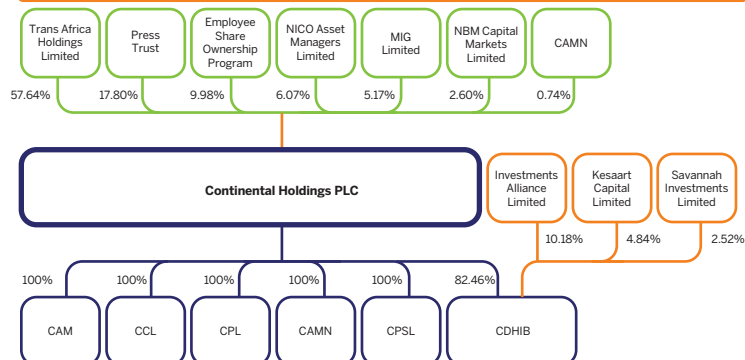 Trans Africa
Holdings
Limited
Press
Trust
Employee
Share
Ownership
Program
NICO Asset
Managers
Limited
MIG
Limited
NBM Capital
Markets
Limited
CAMN
57.64%
17.80%
9.98%
6.07%
5.17%
2.60%
0.74%
Continental Holdings PLC
Investments
Alliance
Limited
Kesaart
Capital
Limited
Savannah
Investments
Limited
10.18%
4.84%
2.52%
100%
100%
100%
100%
100%
82.46%
CAM
CCL
CPL
CAMN
CPSL
CDHIB